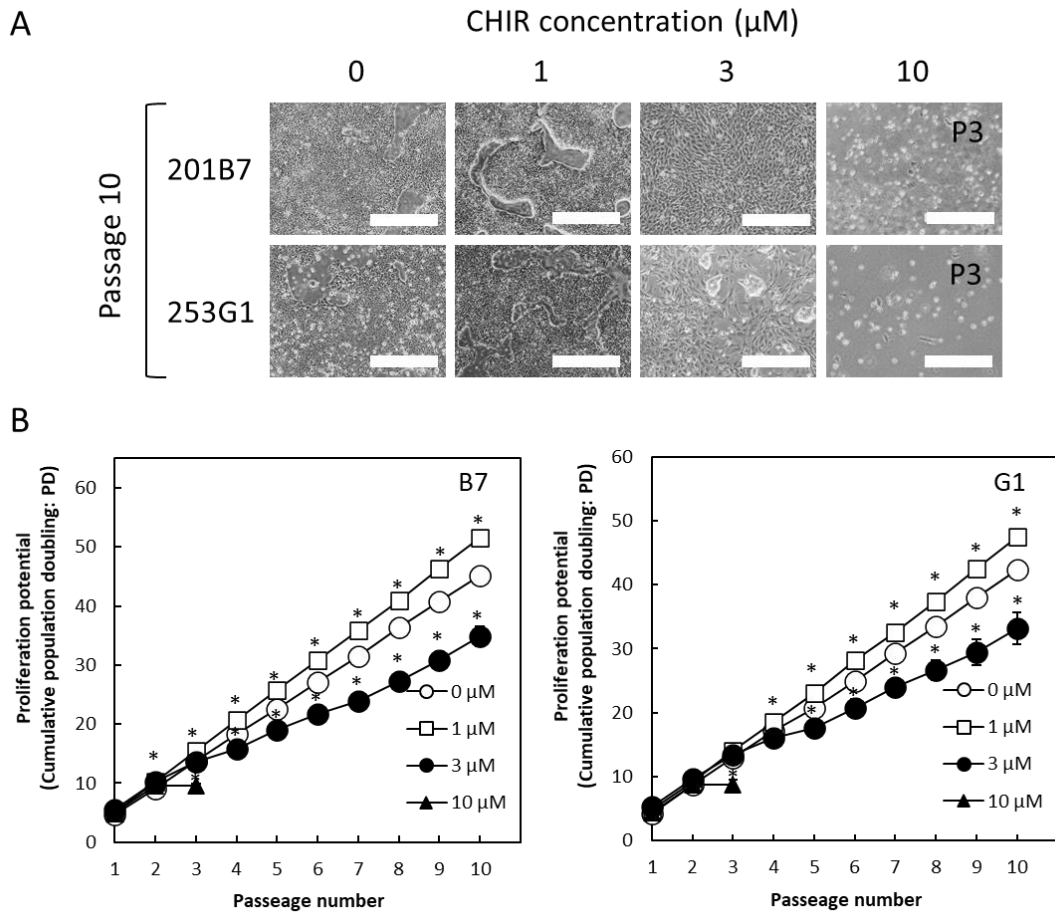 A
CHIR concentration (µM)
0 1 3 10
Passage 10
201B7
P3
253G1
P3
B
Proliferation potential
(Cumulative population doubling: PD)
60
50
40
30
20
10
0
B7
* * * * * * * * *
* * * * * * *
*
0 µM
1 µM
3 µM
10 µM
1 2 3 4 5 6 7 8 9 10
Passeage number
Proliferation potential
(Cumulative population doubling: PD)
60
50
40
30
20
10
0
G1
* * * * * * *
* * * * * *
*
0 µM
1 µM
3 µM
10 µM
1 2 3 4 5 6 7 8 9 10
Passeage number